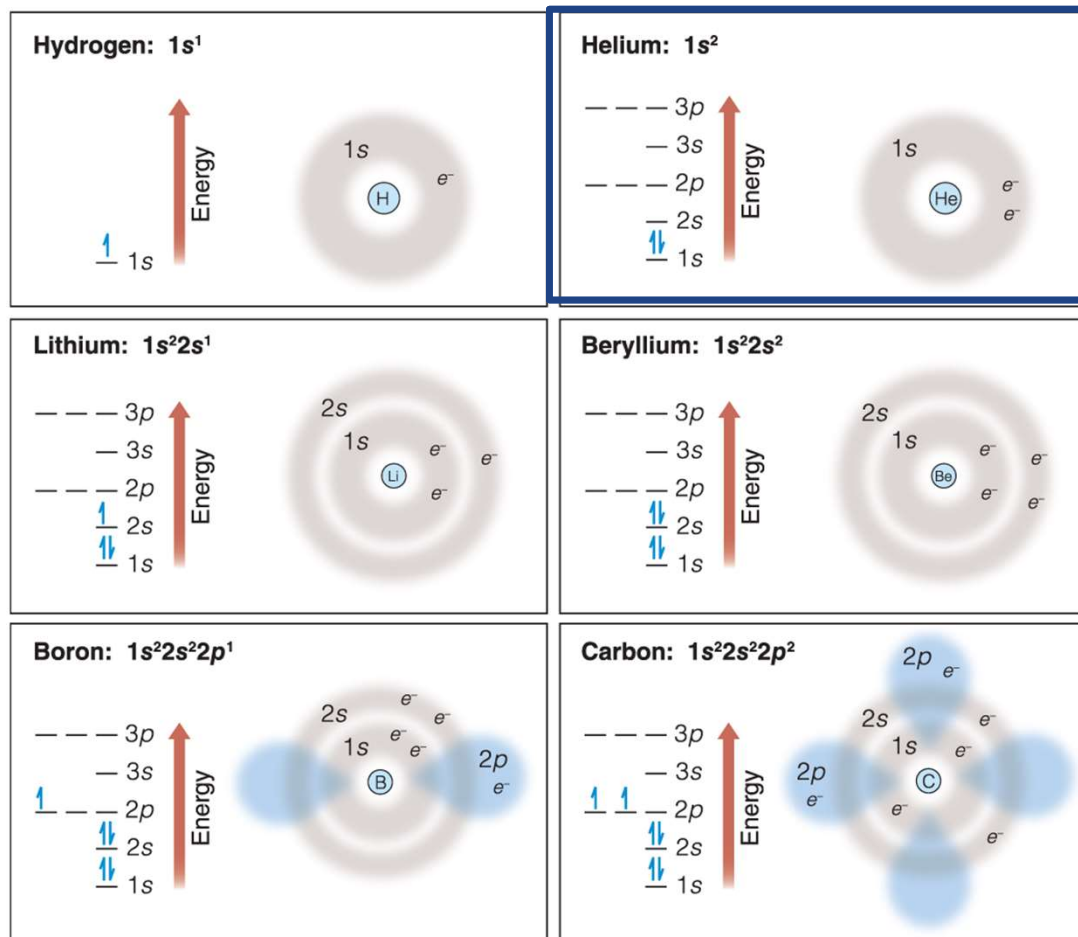 Hydrogen: 1s¹
1s
e⁻
H
Energy
1s
Helium: 1s²
3p
3s
2p
2s
1s
Energy
1s
e⁻
e⁻
He
Lithium: 1s²2s¹
3p
3s
2p
2s
1s
Energy
2s
1s
e⁻
e⁻
e⁻
Li
Beryllium: 1s²2s²
3p
3s
2p
2s
1s
Energy
2s
1s
e⁻
e⁻
e⁻
e⁻
Be
Boron: 1s²2s²2p¹
3p
3s
2p
2s
1s
Energy
2s
1s
e⁻
e⁻
e⁻
e⁻
2p
e⁻
B
Carbon: 1s²2s²2p²
3p
3s
2p
2s
1s
Energy
2p
e⁻
2s
e⁻
1s
e⁻
2p
e⁻
C
e⁻
e⁻